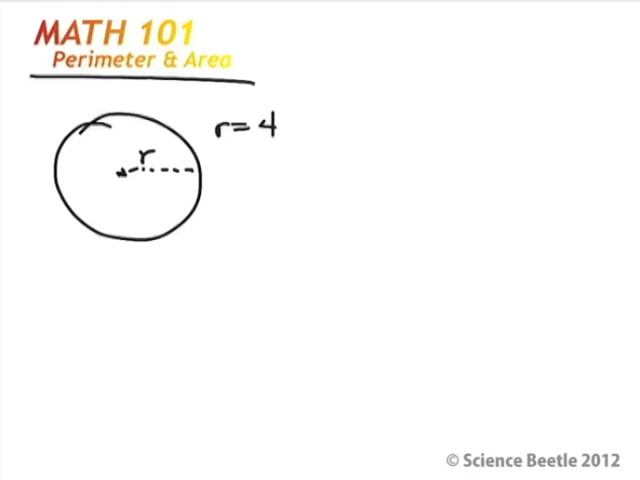 MATH 101
Perimeter & Area
r = 4
r
© Science Beetle 2012